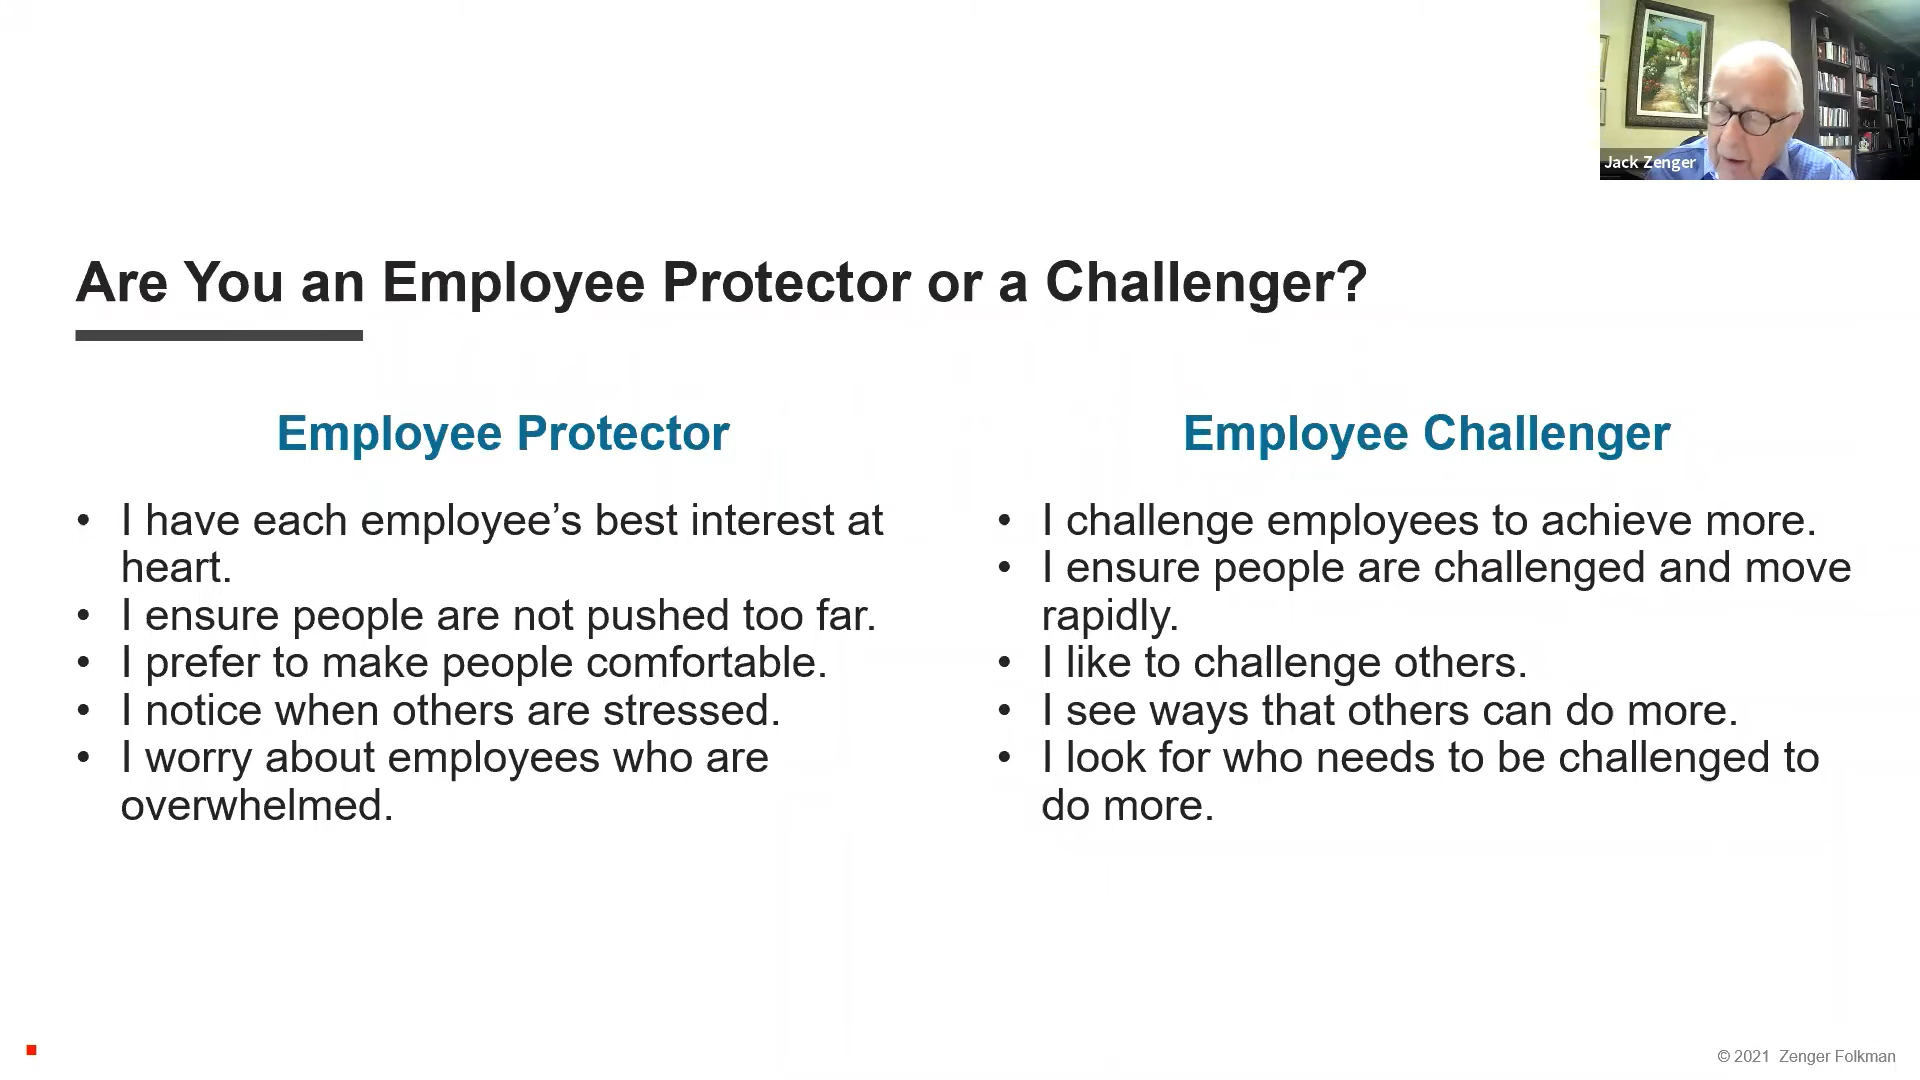 Jack Zenger
Are You an Employee Protector or a Challenger?
Employee Protector
• I have each employee’s best interest at
heart.
• I ensure people are not pushed too far.
• I prefer to make people comfortable.
• I notice when others are stressed.
• I worry about employees who are
overwhelmed.
Employee Challenger
• I challenge employees to achieve more.
• I ensure people are challenged and move
rapidly.
• I like to challenge others.
• I see ways that others can do more.
• I look for who needs to be challenged to
do more.
© 2021 Zenger Folkman